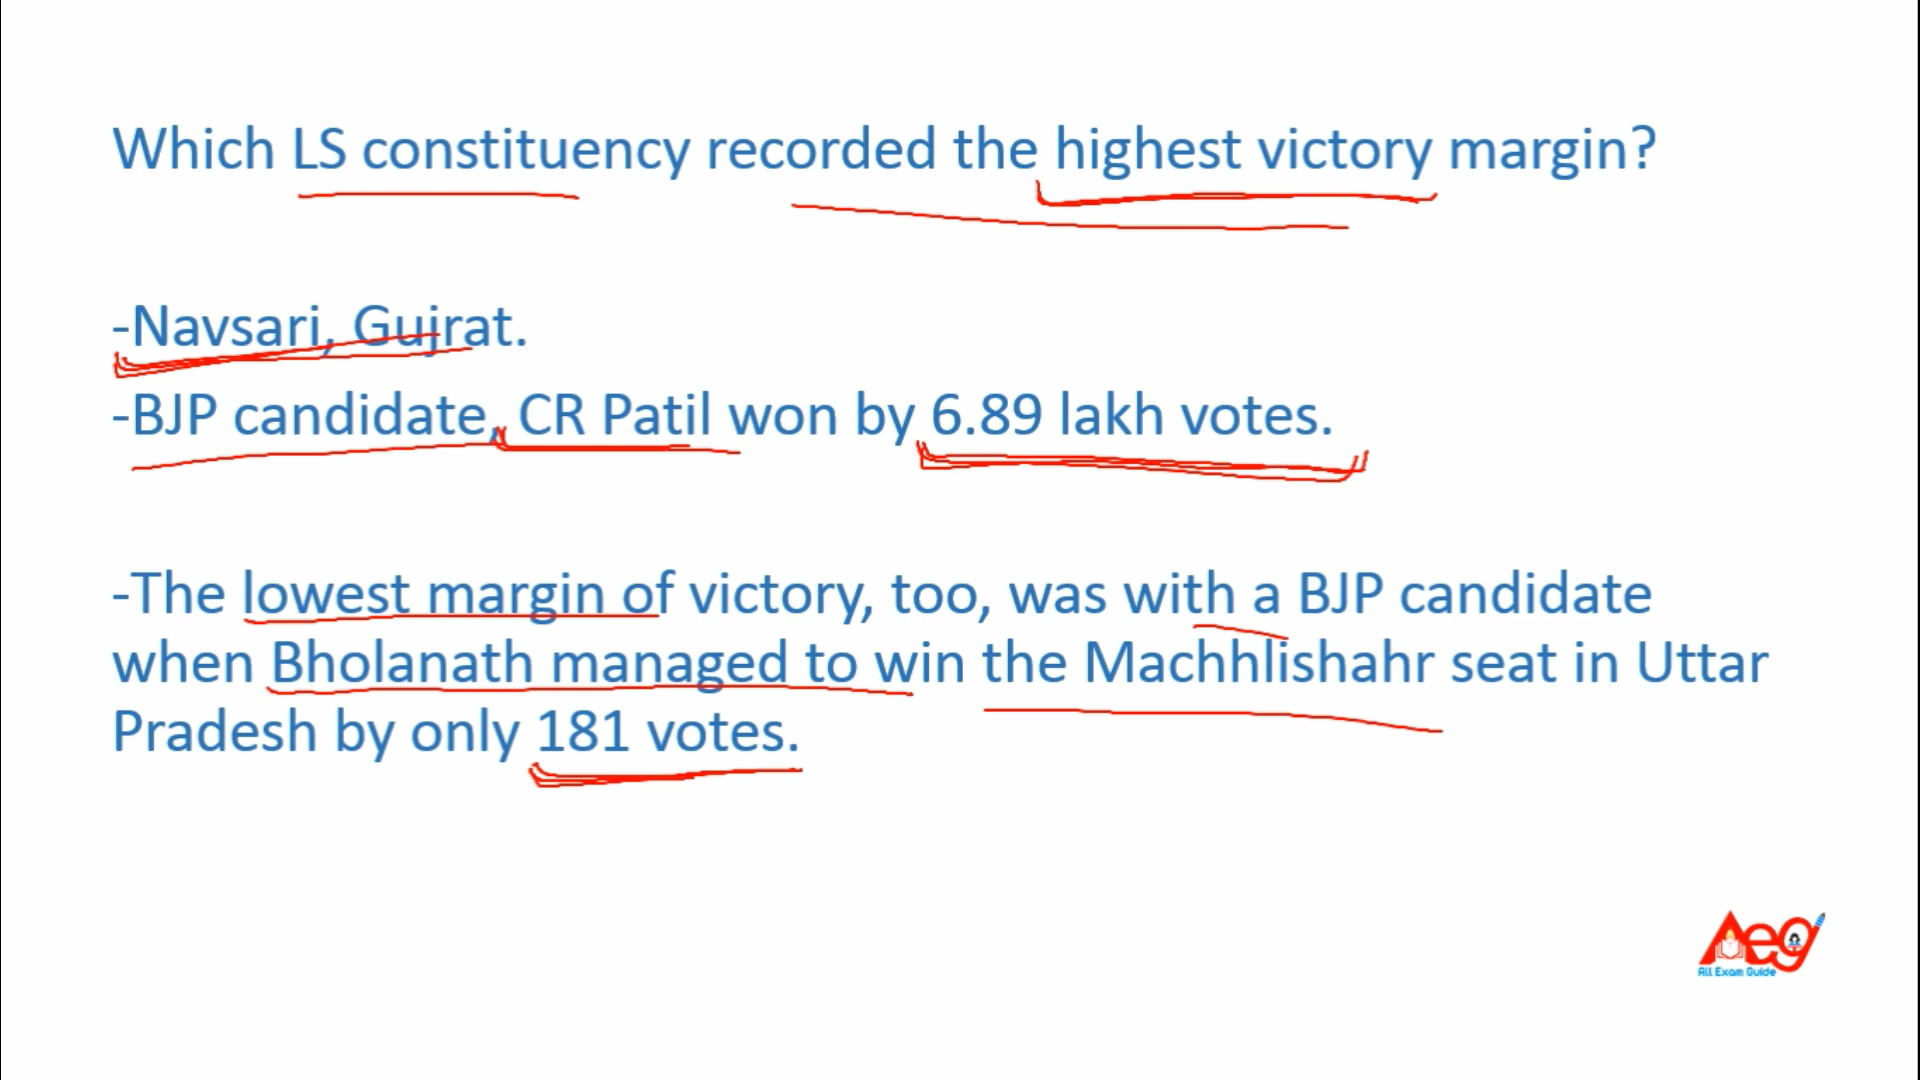 Which LS constituency recorded the highest victory margin?
-Navsari, Gujrat.
-BJP candidate, CR Patil won by 6.89 lakh votes.
-The lowest margin of victory, too, was with a BJP candidate
when Bholanath managed to win the Machhlishahr seat in Uttar
Pradesh by only 181 votes.
Aeg
All Exam Guide